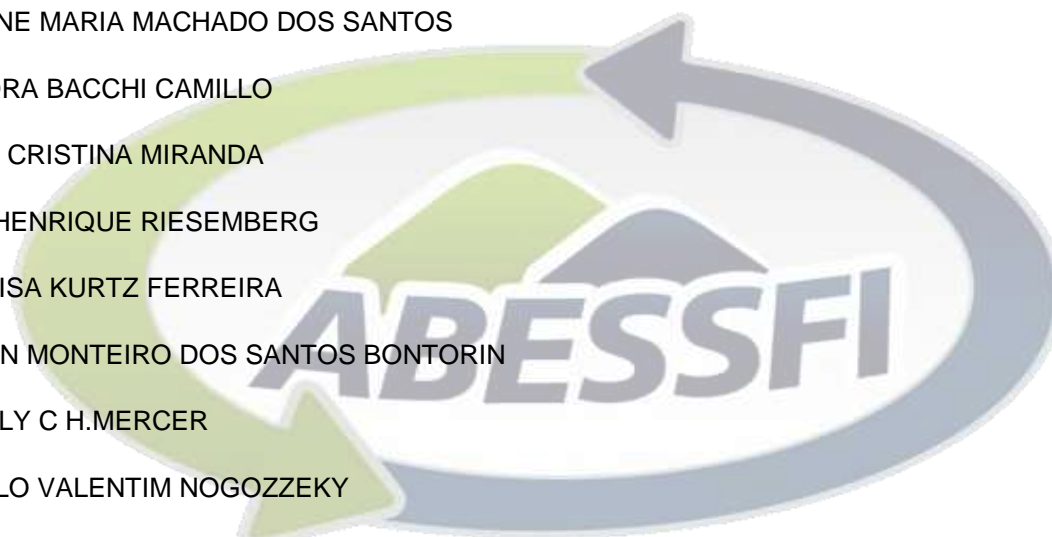 NE MARIA MACHADO DOS SANTOS
ORA BACCHI CAMILLO
CRISTINA MIRANDA
HENRIQUE RIESEMBERG
ISA KURTZ FERREIRA
ABESSFI
N MONTEIRO DOS SANTOS BONTORIN
LY C H.MERCER
LO VALENTIM NOGOZZEKY